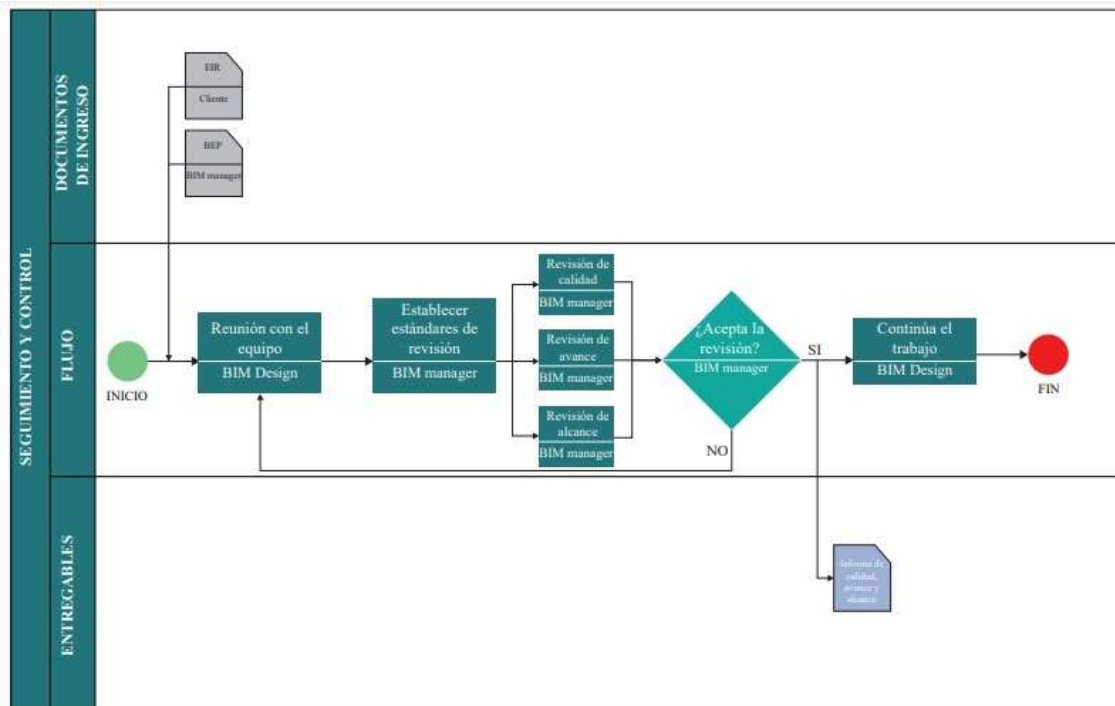 SEGUIMIENTO Y CONTROL
DOCUMENTOS
DE INGRESO
EIR
Cliente
BEP
BIM manager
FLUJO
INICIO
Reunión con el
equipo
BIM Design
Establecer
estándares de
revisión
BIM manager
Revisión de
calidad
BIM manager
Revisión de
avance
BIM manager
Revisión de
alcance
BIM manager
¿Acepta la
revisión?
BIM manager
SI
NO
Continúa el
trabajo
BIM Design
FIN
ENTREGABLES
Informe de
calidad,
avance y
alcance